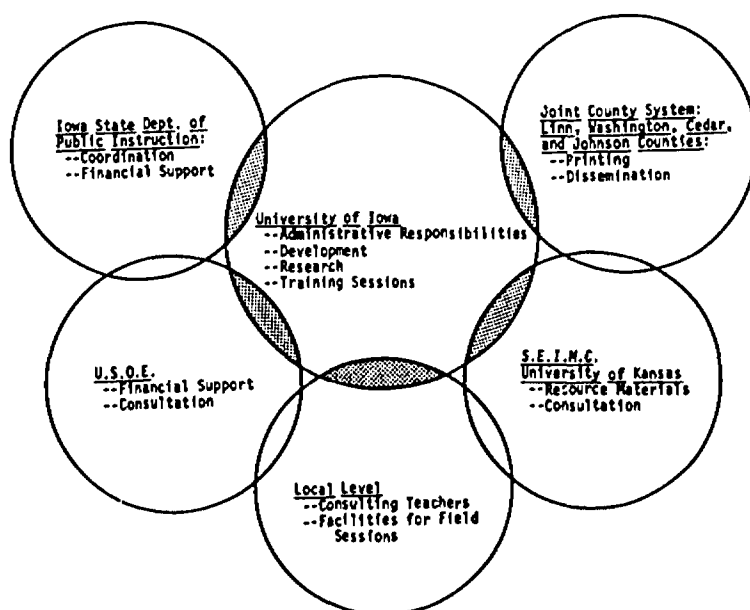 Iowa State Dept. of
Public Instruction:
--Coordination
--Financial Support
Joint County System:
Linn, Washington, Cedar,
and Johnson Counties:
--Printing
--Dissemination
University of Iowa
--Administrative Responsibilities
--Development
--Research
--Training Sessions
U.S.O.E.
--Financial Support
--Consultation
S.E.I.M.C.
University of Kansas
--Resource Materials
--Consultation
Local Level
--Consulting Teachers
--Facilities for Field
Sessions